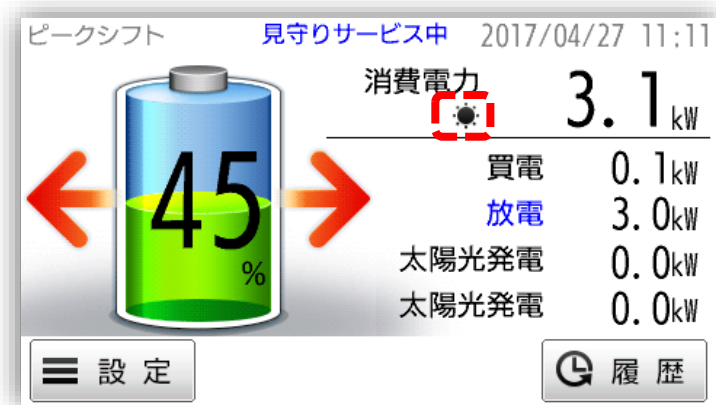 ピークシフト 見守りサービス中 2017/04/27 11:11
消費電力 3.1kW
45%
買電 0.1kW
放電 3.0kW
太陽光発電 0.0kW
太陽光発電 0.0kW
設定 履歴